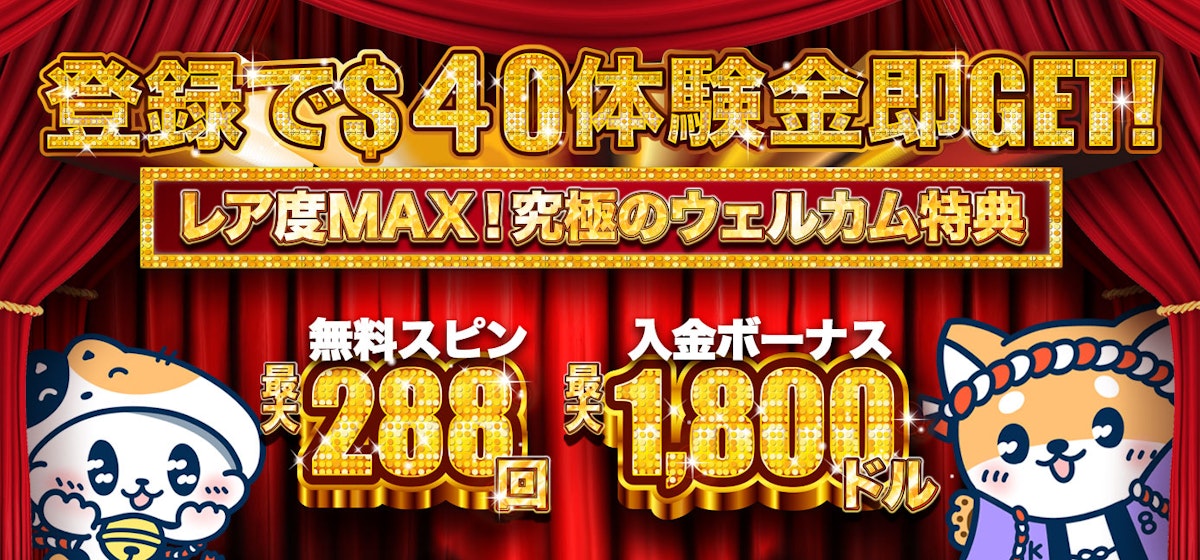 登録で$40体験金即GET!
レア度MAX!究極のウェルカム特典
無料スピン
最大288回
入金ボーナス
最大1,800ドル
K
8